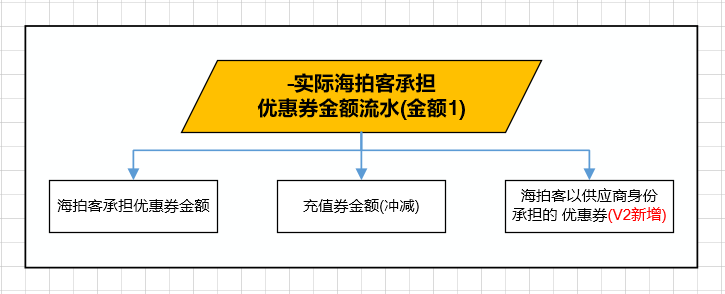 -实际海拍客承担
优惠券金额流水(金额1)
海拍客承担优惠券金额
充值券金额(冲减)
海拍客以供应商身份
承担的 优惠券(V2新增)